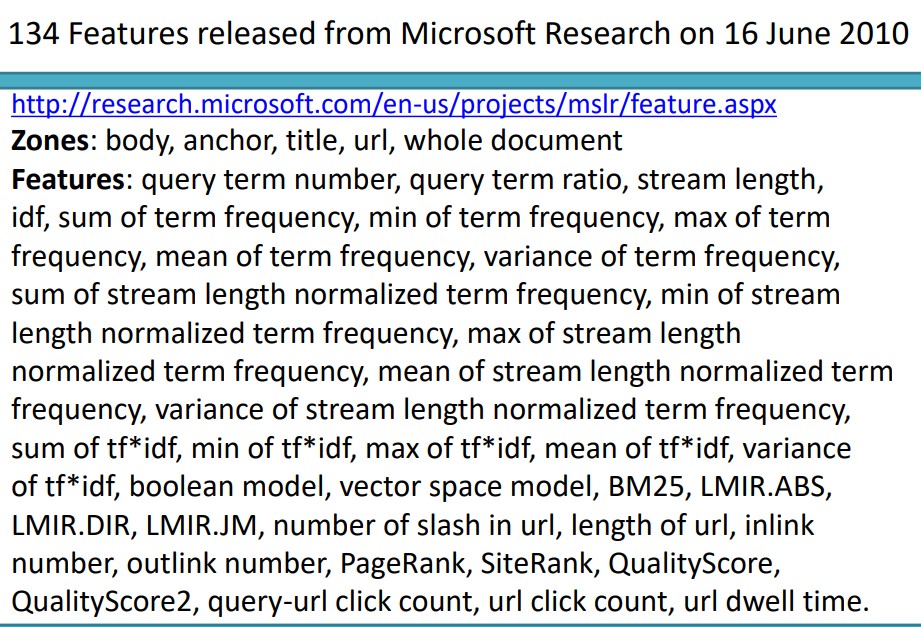 134 Features released from Microsoft Research on 16 June 2010
http://research.microsoft.com/en-us/projects/mslr/feature.aspx
Zones: body, anchor, title, url, whole document
Features: query term number, query term ratio, stream length,
idf, sum of term frequency, min of term frequency, max of term
frequency, mean of term frequency, variance of term frequency,
sum of stream length normalized term frequency, min of stream
length normalized term frequency, max of stream length
normalized term frequency, mean of stream length normalized term
frequency, variance of stream length normalized term frequency,
sum of tf*idf, min of tf*idf, max of tf*idf, mean of tf*idf, variance
of tf*idf, boolean model, vector space model, BM25, LMIR.ABS,
LMIR.DIR, LMIR.JM, number of slash in url, length of url, inlink
number, outlink number, PageRank, SiteRank, QualityScore,
QualityScore2, query-url click count, url click count, url dwell time.